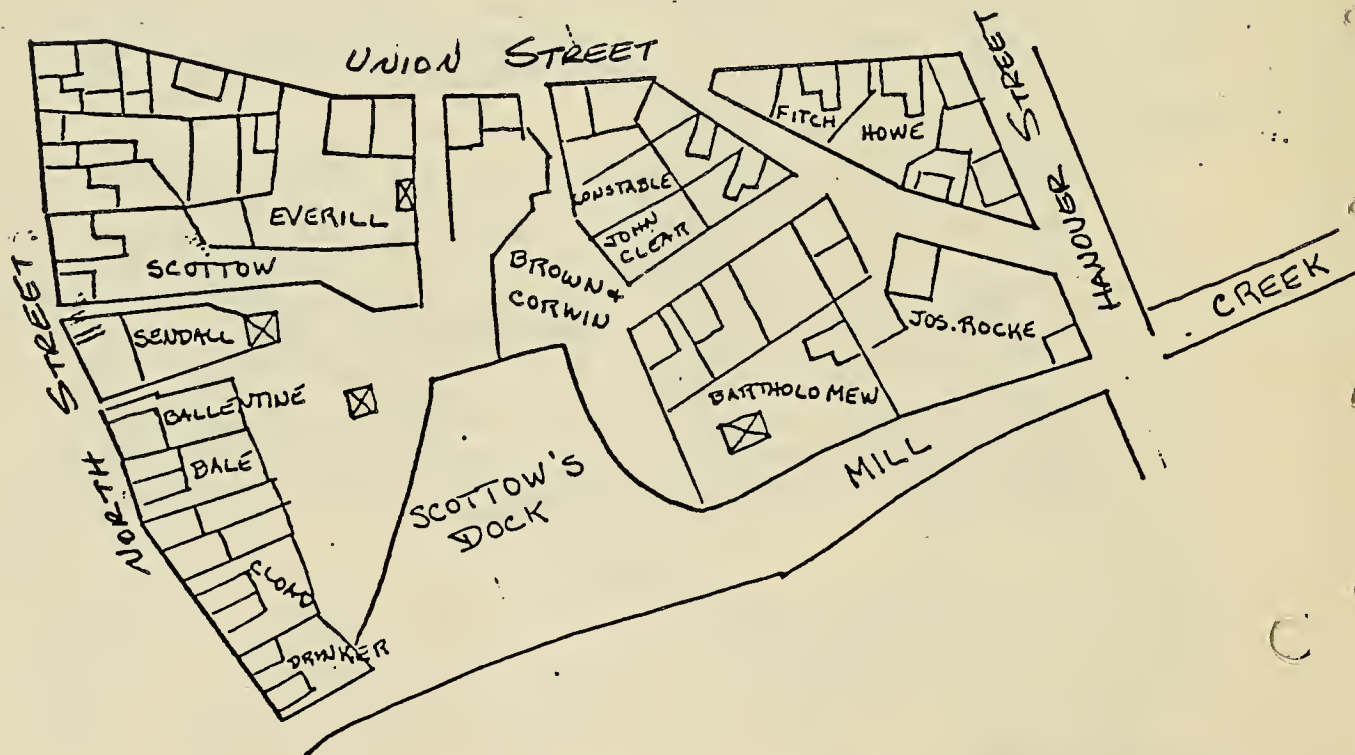 UNION STREET
HANOVER STREET
FITCH
HOWE
CONSTABLE
JOHN
CLEAR
EVERILL
SCOTTOW
BROWN &
CORWIN
SENDALL
JOS. ROCKE
CREEK
NORTH STREET
BALLENTINE
BARTHOLOMEW
BALE
MILL
SCOTTOW'S
DOCK
DRINKER